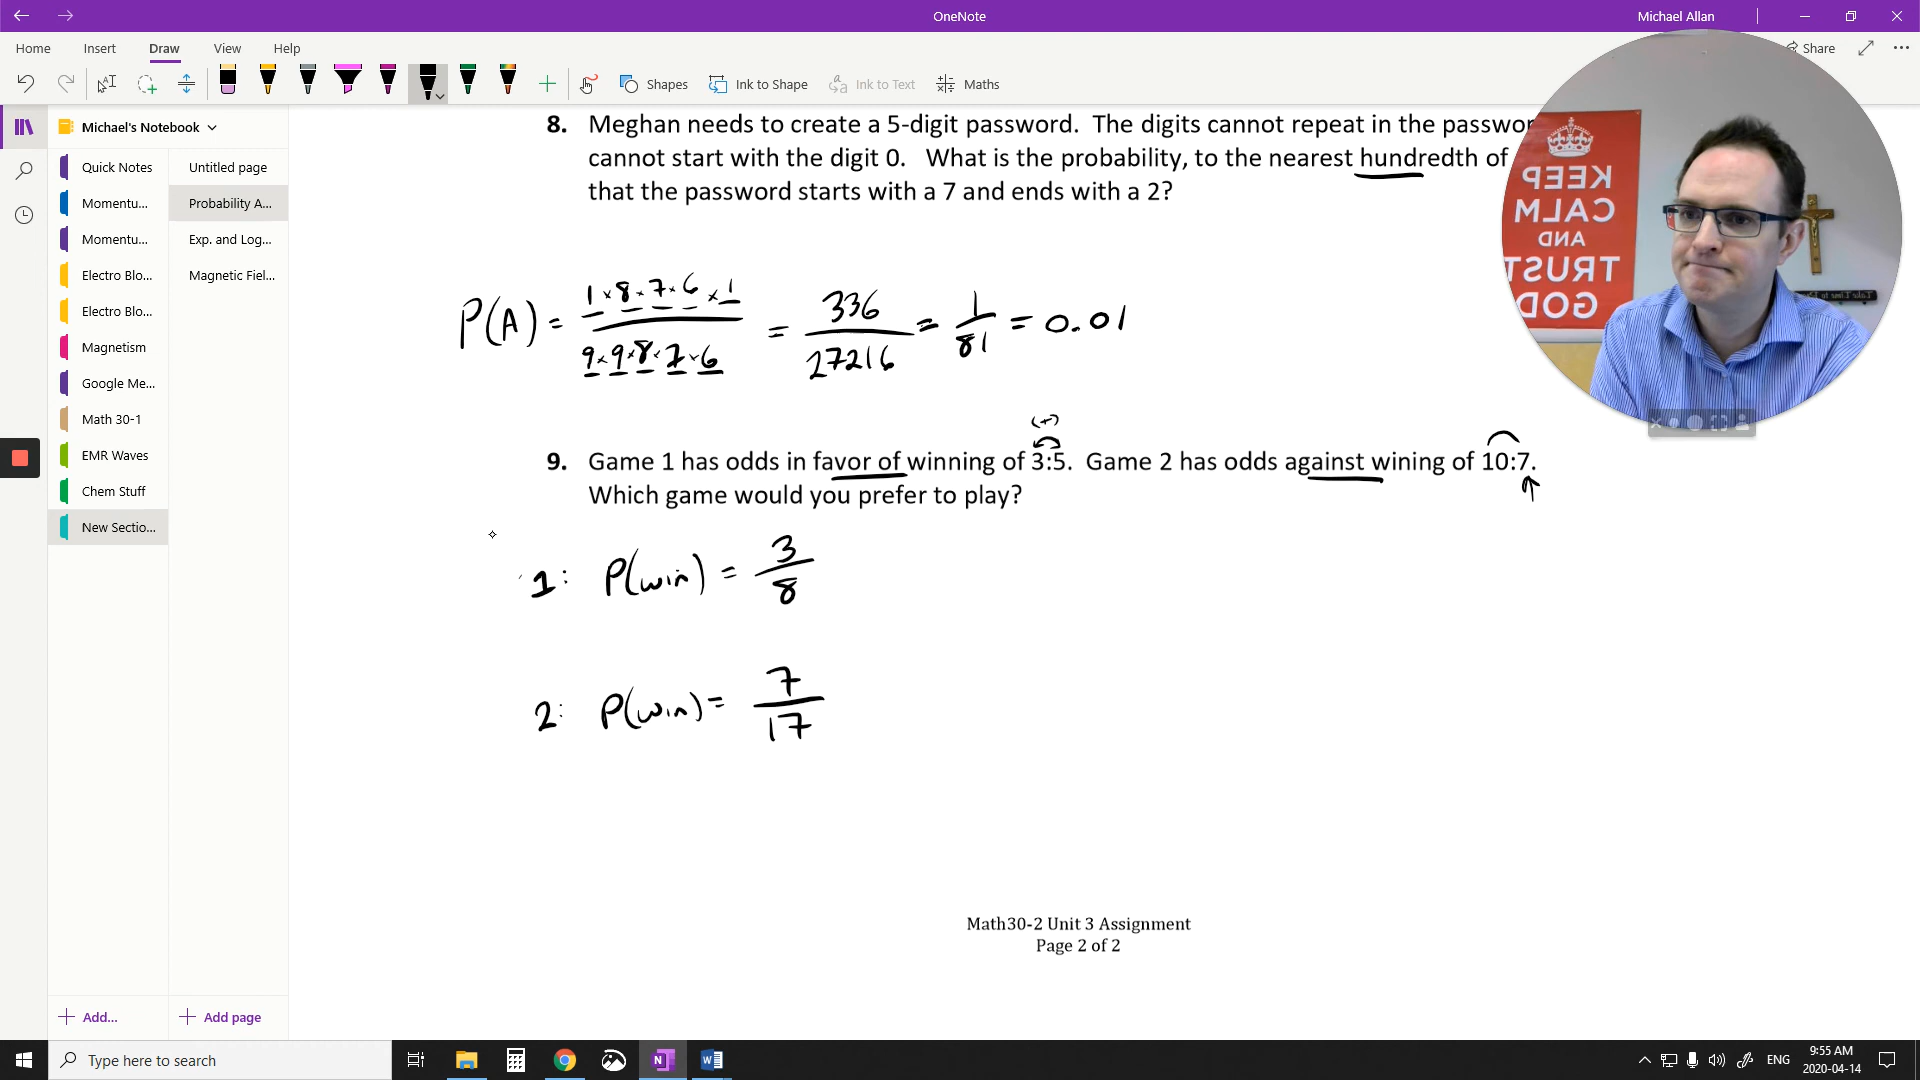 OneNote
Michael Allan
Home Insert Draw View Help
Share
Shapes Ink to Shape Ink to Text Maths
Michael's Notebook
Quick Notes
Momentu...
Momentu...
Electro Blo...
Electro Blo...
Magnetism
Google Me...
Math 30-1
EMR Waves
Chem Stuff
New Sectio...
Add...
Untitled page
Probability A...
Exp. and Log...
Magnetic Fiel...
Add page
8. Meghan needs to create a 5-digit password. The digits cannot repeat in the passwor
cannot start with the digit 0. What is the probability, to the nearest hundredth of
that the password starts with a 7 and ends with a 2?
P(A) = 1 × 8 × 7 × 6 × 1 / 9 × 9 × 8 × 7 × 6 = 336 / 27216 = 1 / 81 = 0.01
(+)
9. Game 1 has odds in favor of winning of 3:5. Game 2 has odds against wining of 10:7.
Which game would you prefer to play?
1: P(win) = 3 / 8
2: P(win) = 7 / 17
Math30-2 Unit 3 Assignment
Page 2 of 2
KEEP
CALM
AND
TRUST
GOD
Type here to search
ENG
9:55 AM
2020-04-14